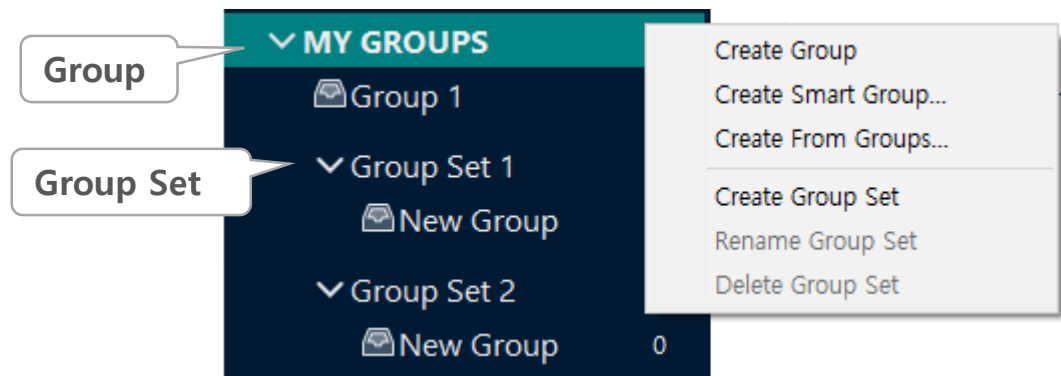 Group
MY GROUPS
Group 1
Group Set
Group Set 1
New Group
Group Set 2
New Group 0
Create Group
Create Smart Group...
Create From Groups...
Create Group Set
Rename Group Set
Delete Group Set